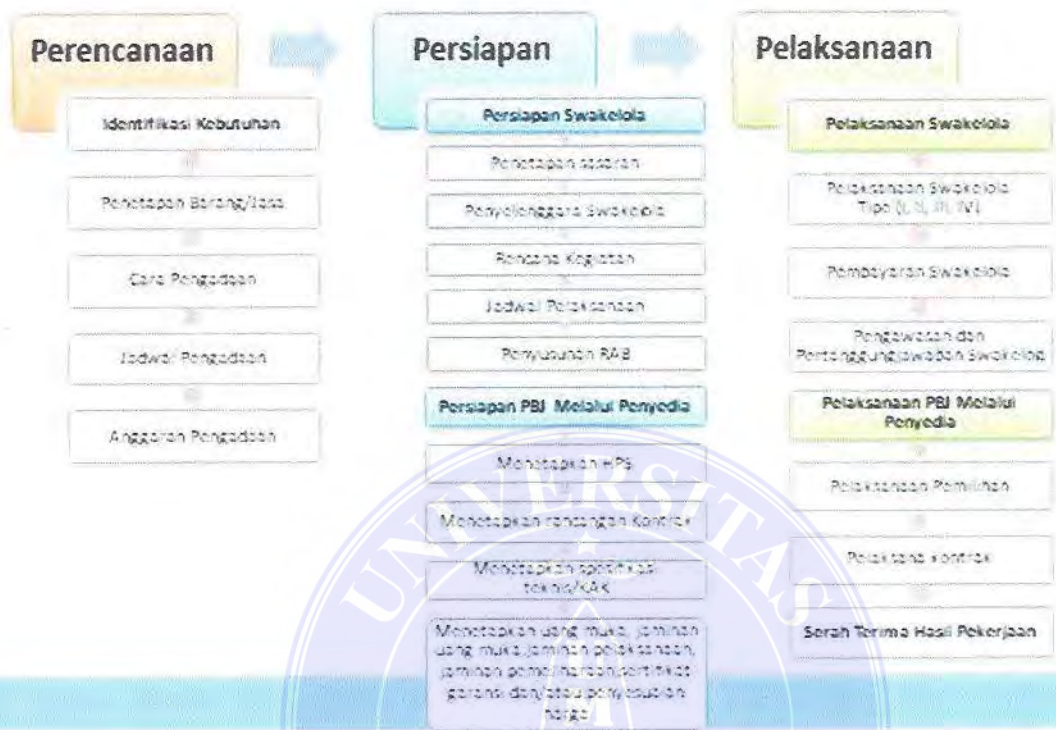 Perencanaan
Identifikasi Kebutuhan
Penetapan Barang/Jasa
Cara Pengadaan
Jadwal Pengadaan
Anggaran Pengadaan
Persiapan
Persiapan Swakelola
Penetapan sasaran
Penyelenggara Swakelola
Rencana Kegiatan
Jadwal Pelaksanaan
Penyusunan RAB
Persiapan PBJ Melalui Penyedia
Menetapkan HPS
Menetapkan rancangan Kontrak
Menetapkan spesifikasi
teknis/KAK
Menetapkan uang muka, jaminan
uang muka, jaminan pelaksanaan,
jaminan pemeliharaan, sertifikat
garansi dan/atau penyesuaian
harga
Pelaksanaan
Pelaksanaan Swakelola
Pelaksanaan Swakelola
Tipe (I, II, III, IV)
Pembayaran Swakelola
Pengawasan dan
Pertanggungjawaban Swakelola
Pelaksanaan PBJ Melalui
Penyedia
Pelaksanaan Pemilihan
Pelaksana kontrak
Serah Terima Hasil Pekerjaan
UNIVERSITAS